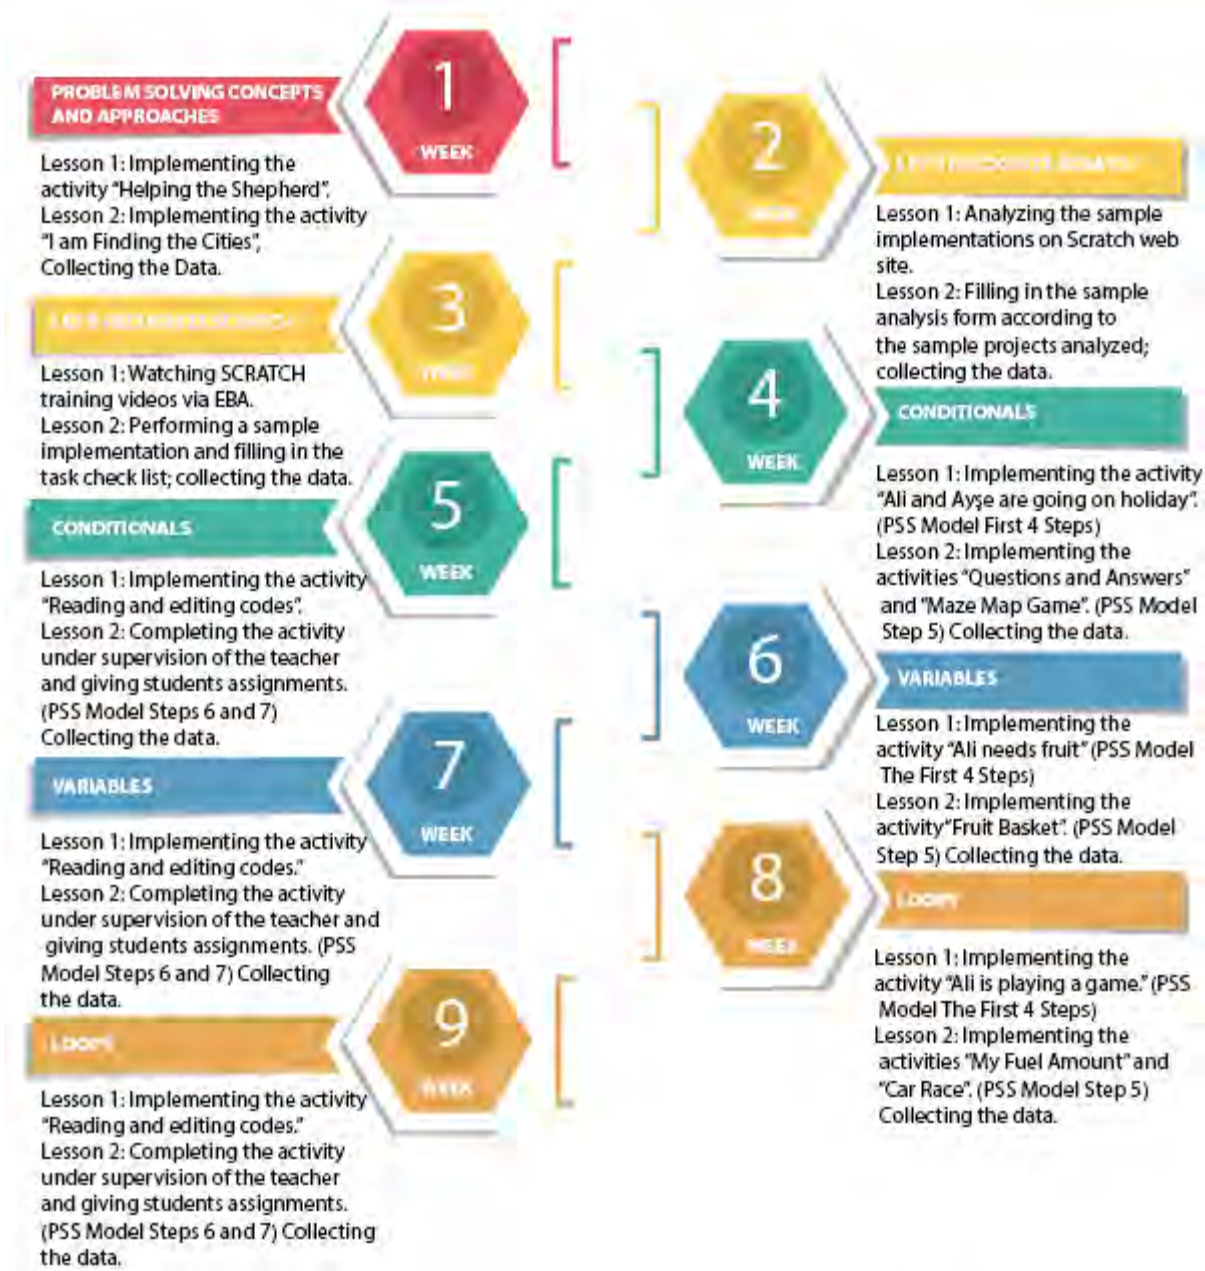 1
WEEK
PROBLEM SOLVING CONCEPTS
AND APPROACHES
Lesson 1: Implementing the
activity “Helping the Shepherd”.
Lesson 2: Implementing the activity
“I am Finding the Cities”,
Collecting the Data.
2
WEEK
Lesson 1: Analyzing the sample
implementations on Scratch web
site.
Lesson 2: Filling in the sample
analysis form according to
the sample projects analyzed;
collecting the data.
3
WEEK
Lesson 1: Watching SCRATCH
training videos via EBA.
Lesson 2: Performing a sample
implementation and filling in the
task check list; collecting the data.
4
WEEK
CONDITIONALS
Lesson 1: Implementing the activity
“Ali and Ayşe are going on holiday”.
(PSS Model First 4 Steps)
Lesson 2: Implementing the
activities “Questions and Answers”
and “Maze Map Game”. (PSS Model
Step 5) Collecting the data.
5
WEEK
CONDITIONALS
Lesson 1: Implementing the activity
“Reading and editing codes”.
Lesson 2: Completing the activity
under supervision of the teacher
and giving students assignments.
(PSS Model Steps 6 and 7)
Collecting the data.
6
WEEK
VARIABLES
Lesson 1: Implementing the
activity “Ali needs fruit” (PSS Model
The First 4 Steps)
Lesson 2: Implementing the
activity “Fruit Basket”. (PSS Model
Step 5) Collecting the data.
7
WEEK
VARIABLES
Lesson 1: Implementing the activity
“Reading and editing codes.”
Lesson 2: Completing the activity
under supervision of the teacher and
giving students assignments. (PSS
Model Steps 6 and 7) Collecting
the data.
8
WEEK
LOOPS
Lesson 1: Implementing the
activity “Ali is playing a game.” (PSS
Model The First 4 Steps)
Lesson 2: Implementing the
activities “My Fuel Amount” and
“Car Race”. (PSS Model Step 5)
Collecting the data.
9
WEEK
LOOPS
Lesson 1: Implementing the activity
“Reading and editing codes.”
Lesson 2: Completing the activity
under supervision of the teacher
and giving students assignments.
(PSS Model Steps 6 and 7) Collecting
the data.